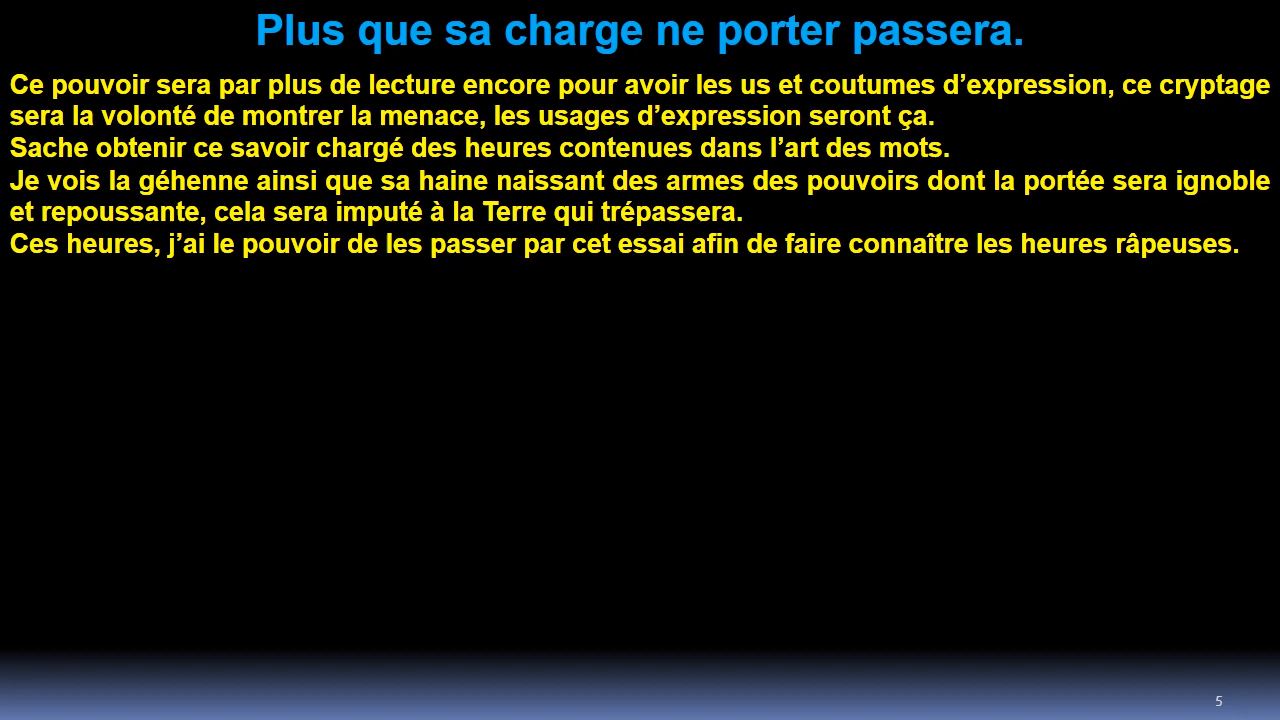 Plus que sa charge ne porter passera.
Ce pouvoir sera par plus de lecture encore pour avoir les us et coutumes d’expression, ce cryptage
sera la volonté de montrer la menace, les usages d’expression seront ça.
Sache obtenir ce savoir chargé des heures contenues dans l’art des mots.
Je vois la géhenne ainsi que sa haine naissant des armes des pouvoirs dont la portée sera ignoble
et repoussante, cela sera imputé à la Terre qui trépassera.
Ces heures, j’ai le pouvoir de les passer par cet essai afin de faire connaître les heures râpeuses.
5